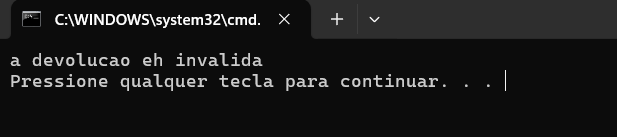 C:\WINDOWS\system32\cmd.
a devolucao eh invalida
Pressione qualquer tecla para continuar. . .